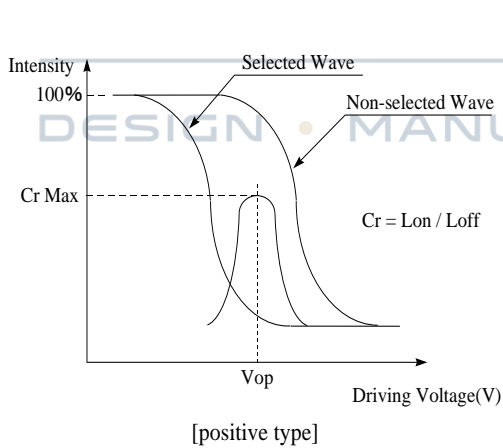 Selected Wave
Intensity
100%
Non-selected Wave
DESIGN • MANU
Cr Max
Cr = Lon / Loff
Vop
Driving Voltage(V)
[positive type]